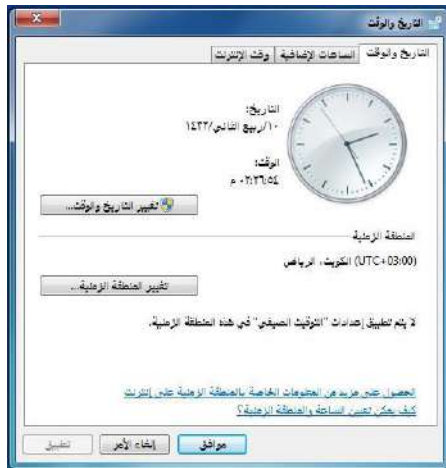 التاريخ والوقت
التاريخ والوقت الساعات الإضافية وقت الإنترنت
التاريخ:
١٠/ربيع الثاني/١٤٣٢
الوقت:
٠٢:٢٦:٥٤ م
تغيير التاريخ والوقت...
المنطقة الزمنية
(UTC+03:00) الكويت، الرياض
تغيير المنطقة الزمنية...
لا يتم تطبيق إعدادات "التوقيت الصيفي" في هذه المنطقة الزمنية.
الحصول على مزيد من المعلومات الخاصة بالمنطقة الزمنية على إنترنت
كيف يمكن تعيين الساعة والمنطقة الزمنية؟
موافق إلغاء الأمر تطبيق